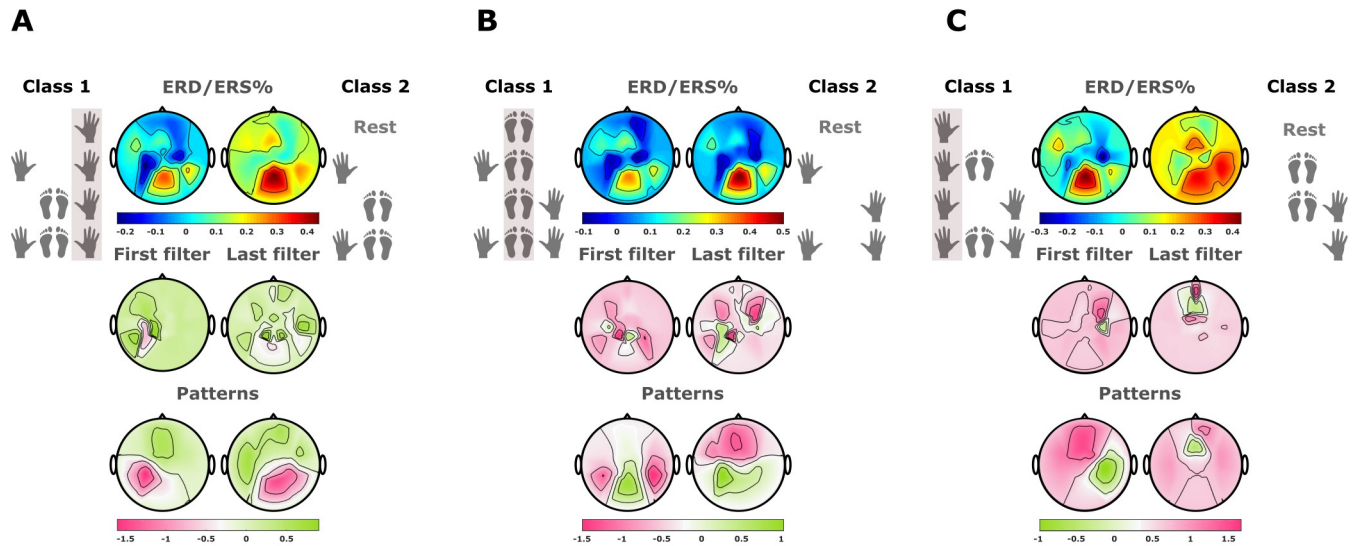 A
B
C
Class 1 ERD/ERS% Class 2
Class 1 ERD/ERS% Class 2
Class 1 ERD/ERS% Class 2
Rest
Rest
Rest
-0.2 -0.1 0 0.1 0.2 0.3 0.4
-0.1 0 0.1 0.2 0.3 0.4 0.5
-0.3 -0.2 -0.1 0 0.1 0.2 0.3 0.4
First filter Last filter
First filter Last filter
First filter Last filter
Patterns
Patterns
Patterns
-1.5 -1 -0.5 0 0.5
-1.5 -1 -0.5 0 0.5 1
-1 -0.5 0 0.5 1 1.5